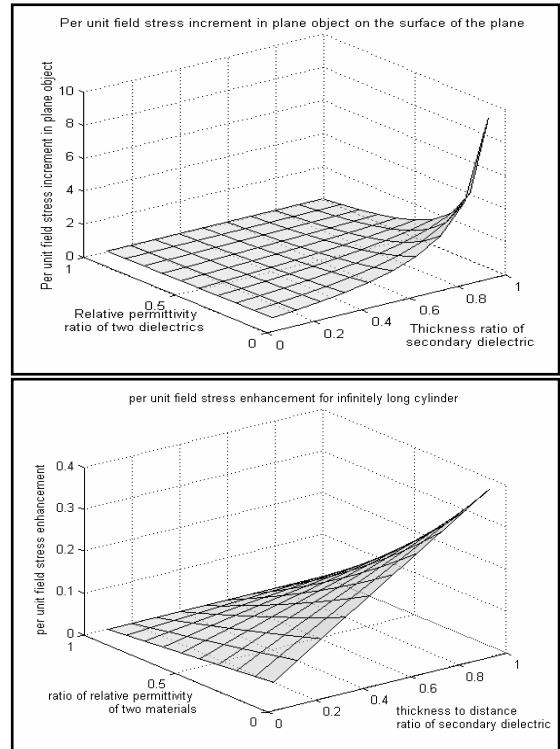 Per unit field stress increment in plane object on the surface of the plane
Per unit field stress increment in plane object
10
8
6
4
2
0
1
0.5
0
Relative permittivity
ratio of two dielectrics
0
0.2
0.4
0.6
0.8
1
Thickness ratio of
secondary dielectric
per unit field stress enhancement for infinitely long cylinder
per unit field stress enhancement
0.4
0.3
0.2
0.1
0
1
0.5
0
ratio of relative permittivity
of two materials
0
0.2
0.4
0.6
0.8
1
thickness to distance
ratio of secondary dielectric